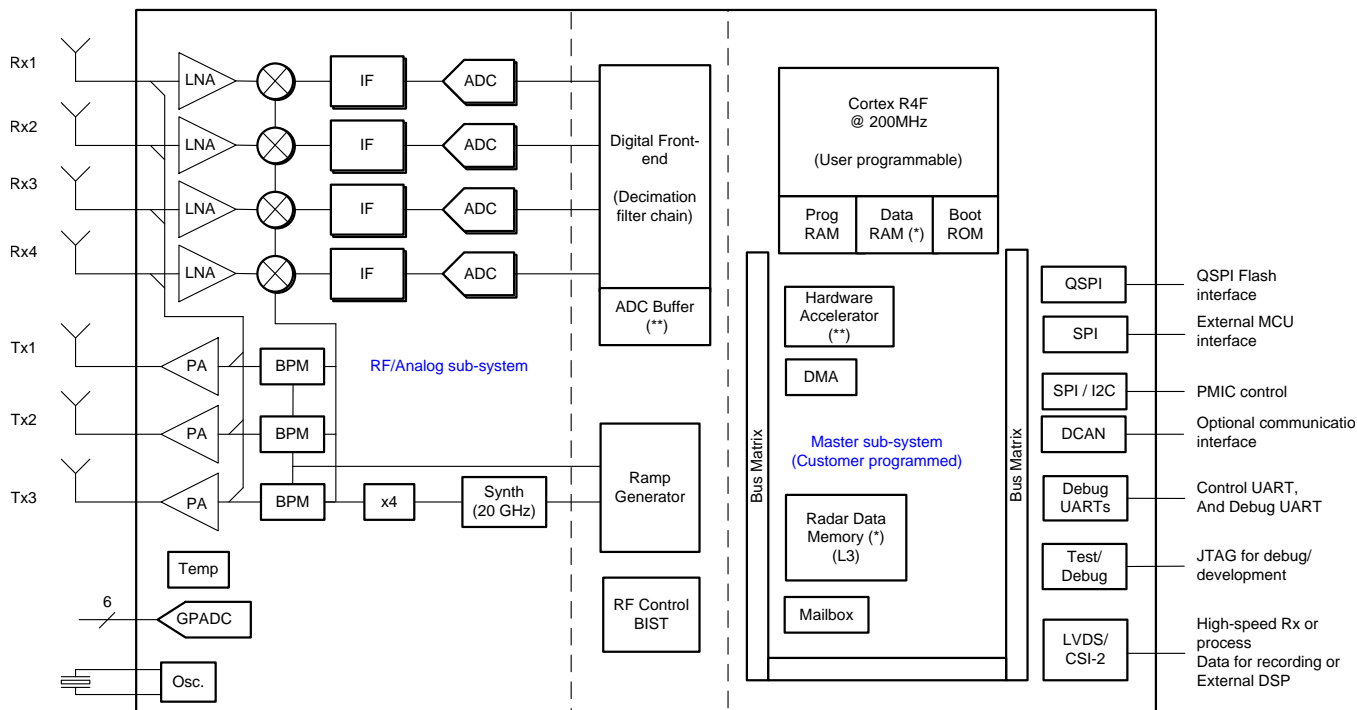 Rx1
LNA
IF
ADC
Rx2
LNA
IF
ADC
Rx3
LNA
IF
ADC
Rx4
LNA
IF
ADC
Digital Front-
end
(Decimation
filter chain)
ADC Buffer
(**)
Tx1
PA
BPM
Tx2
PA
BPM
Tx3
PA
BPM
x4
Synth
(20 GHz)
RF/Analog sub-system
Ramp
Generator
Temp
6
GPADC
Osc.
RF Control
BIST
Cortex R4F
@ 200MHz
(User programmable)
Prog
RAM
Data
RAM (*)
Boot
ROM
Bus Matrix
Hardware
Accelerator
(**)
DMA
Master sub-system
(Customer programmed)
Radar Data
Memory (*)
(L3)
Mailbox
Bus Matrix
QSPI
QSPI Flash
interface
SPI
External MCU
interface
SPI / I2C
PMIC control
DCAN
Optional communicatio
interface
Debug
UARTs
Control UART,
And Debug UART
Test/
Debug
JTAG for debug/
development
LVDS/
CSI-2
High-speed Rx or
process
Data for recording or
External DSP